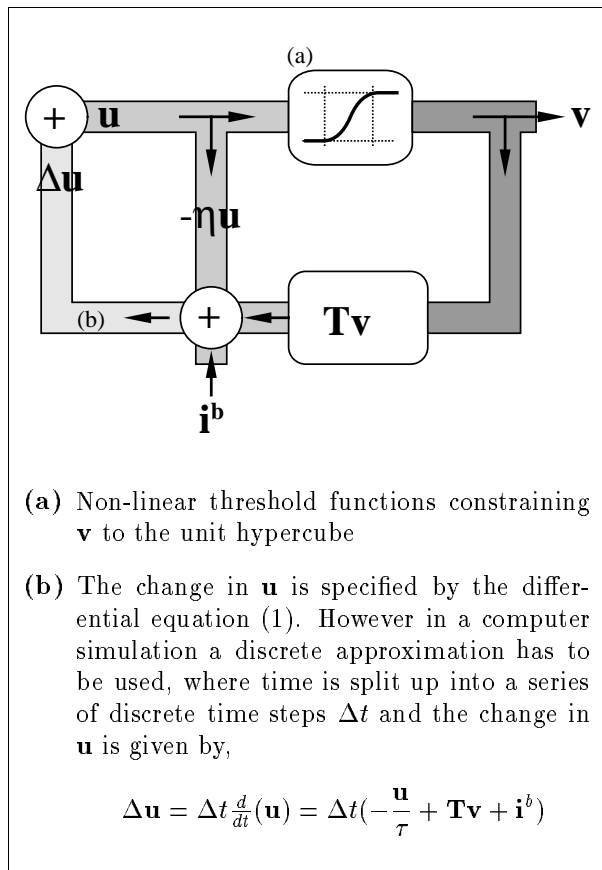 (a)
+ u v
Δu
-ηu
(b) + Tv
i^b
(a) Non-linear threshold functions constraining
v to the unit hypercube
(b) The change in u is specified by the differ-
ential equation (1). However in a computer
simulation a discrete approximation has to
be used, where time is split up into a series
of discrete time steps Δt and the change in
u is given by,
Δu = Δt d/dt(u) = Δt(-u/τ + Tv + i^b)